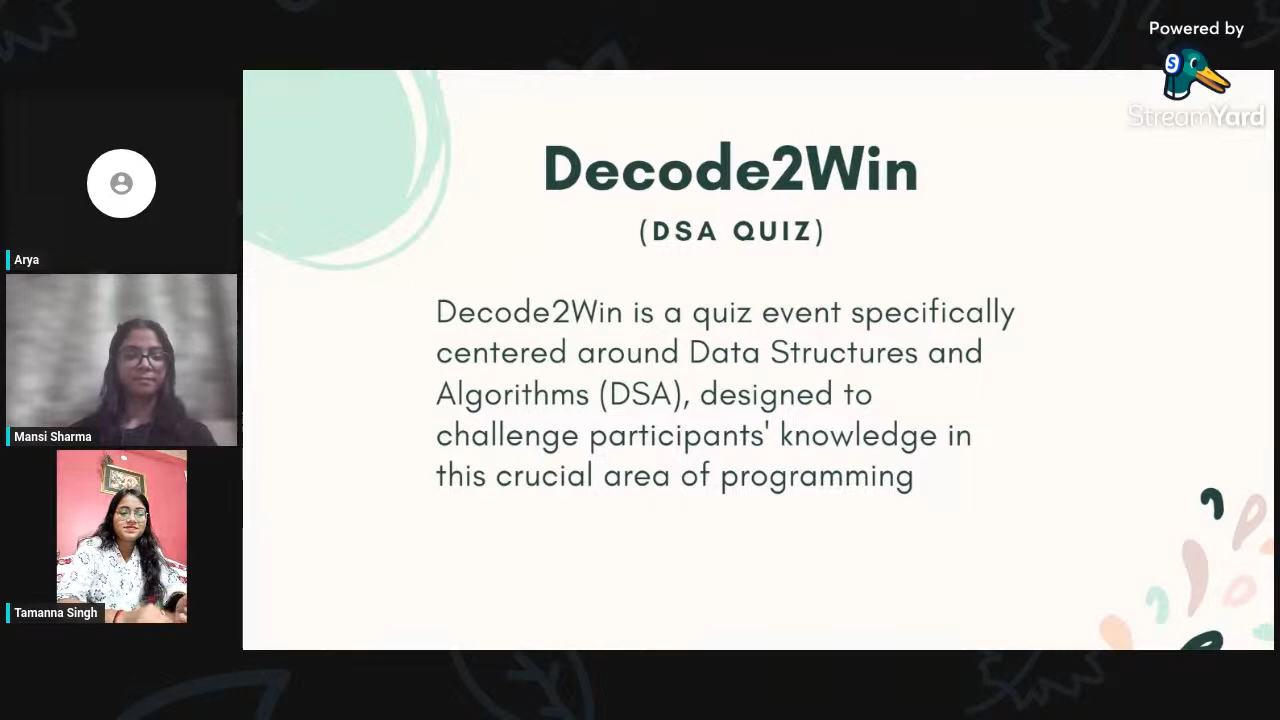 Powered by
S
StreamYard
Arya
Mansi Sharma
Tamanna Singh
Decode2Win
(DSA QUIZ)
Decode2Win is a quiz event specifically
centered around Data Structures and
Algorithms (DSA), designed to
challenge participants' knowledge in
this crucial area of programming